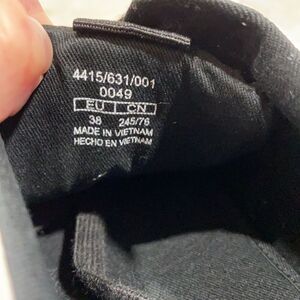 4415/631/001
0049
EU CN
38 245/76
MADE IN VIETNAM
HECHO EN VIETNAM